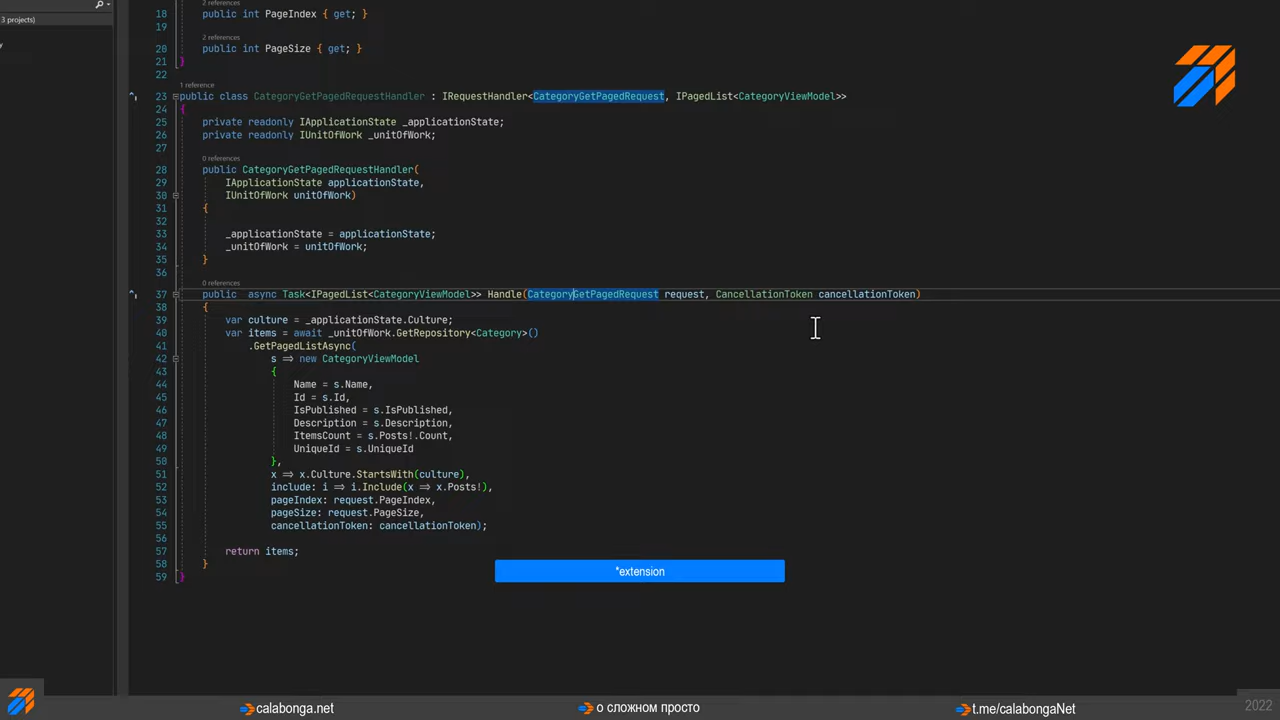 3 projects)
2 references
18 public int PageIndex { get; }
19
2 references
20 public int PageSize { get; }
21 }
22
1 reference
23 public class CategoryGetPagedRequestHandler : IRequestHandler<CategoryGetPagedRequest, IPagedList<CategoryViewModel>>
24 {
25 private readonly IApplicationState _applicationState;
26 private readonly IUnitOfWork _unitOfWork;
27
0 references
28 public CategoryGetPagedRequestHandler(
29 IApplicationState applicationState,
30 IUnitOfWork unitOfWork)
31 {
32
33 _applicationState = applicationState;
34 _unitOfWork = unitOfWork;
35 }
36
0 references
37 public async Task<IPagedList<CategoryViewModel>> Handle(CategoryGetPagedRequest request, CancellationToken cancellationToken)
38 {
39 var culture = _applicationState.Culture;
40 var items = await _unitOfWork.GetRepository<Category>()
41 .GetPagedListAsync(
42 s => new CategoryViewModel
43 {
44 Name = s.Name,
45 Id = s.Id,
46 IsPublished = s.IsPublished,
47 Description = s.Description,
48 ItemsCount = s.Posts!.Count,
49 UniqueId = s.UniqueId
50 },
51 x => x.Culture.StartsWith(culture),
52 include: i => i.Include(x => x.Posts!),
53 pageIndex: request.PageIndex,
54 pageSize: request.PageSize,
55 cancellationToken: cancellationToken);
56
57 return items;
58 }
59 }
*extension
calabonga.net
о сложном просто
t.me/calabongaNet
2022